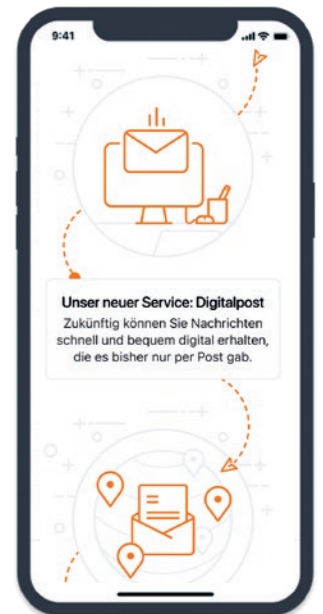 9:41
Unser neuer Service: Digitalpost
Zukünftig können Sie Nachrichten
schnell und bequem digital erhalten,
die es bisher nur per Post gab.